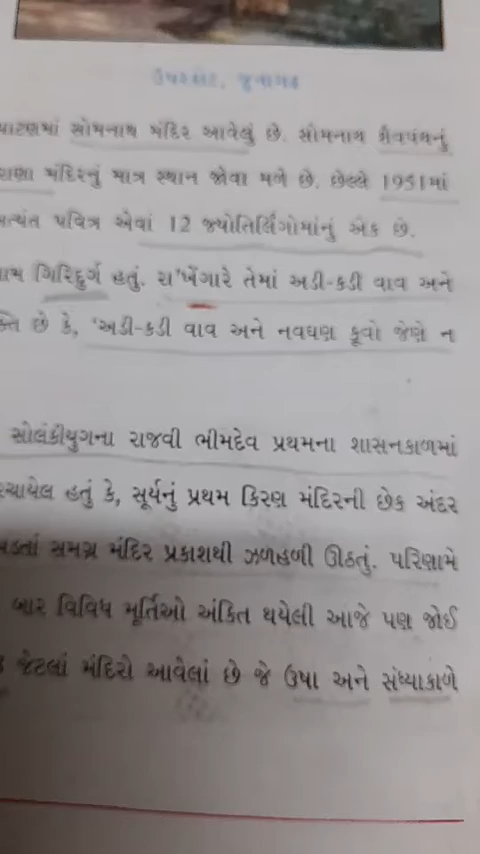 ઉપરકોટ, જૂનાગઢ
પાટણમાં સોમનાથ મંદિર આવેલું છે. સોમનાથ શૈવપંથનું
મંદિરનું માત્ર સ્થાન જોવા મળે છે. છેલ્લે 1951માં
પવિત્ર એવાં 12 જ્યોતિર્લિંગોમાંનું એક છે.
ગિરિદુર્ગ હતું. રા'ખેંગારે તેમાં અડી-કડી વાવ અને
છે કે, 'અડી-કડી વાવ અને નવઘણ કૂવો જેણે ન
સોલંકીયુગના રાજવી ભીમદેવ પ્રથમના શાસનકાળમાં
હતું કે, સૂર્યનું પ્રથમ કિરણ મંદિરની છેક અંદર
પડતાં સમગ્ર મંદિર પ્રકાશથી ઝળહળી ઊઠતું. પરિણામે
બાર વિવિધ મૂર્તિઓ અંકિત થયેલી આજે પણ જોઈ
જેટલાં મંદિરો આવેલાં છે જે ઉષા અને સંધ્યાકાળે